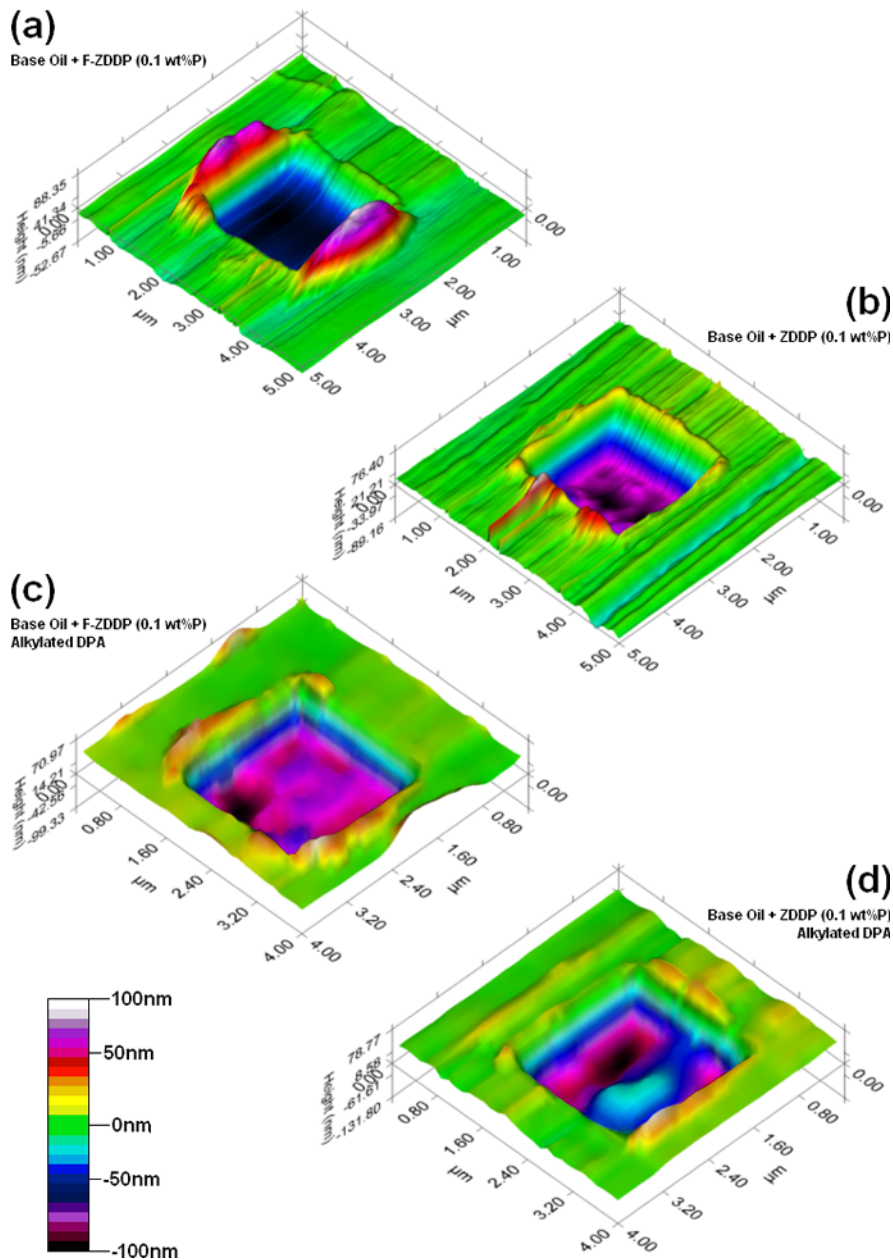 (a)
Base Oil + F-ZDDP (0.1 wt%P)
88.35
41.34
0.00
-5.66
-52.67
Height (nm)
1.00
2.00
µm
3.00
4.00
5.00
0.00
1.00
2.00
µm
3.00
4.00
5.00
(b)
Base Oil + ZDDP (0.1 wt%P)
76.40
21.21
0.00
-33.97
-89.16
Height (nm)
1.00
2.00
µm
3.00
4.00
5.00
0.00
1.00
2.00
µm
3.00
4.00
5.00
(c)
Base Oil + F-ZDDP (0.1 wt%P)
Alkylated DPA
70.97
14.21
0.00
-42.56
-99.33
Height (nm)
0.80
1.60
µm
2.40
3.20
4.00
0.00
0.80
1.60
µm
2.40
3.20
4.00
(d)
Base Oil + ZDDP (0.1 wt%P)
Alkylated DPA
78.77
8.58
0.00
-61.61
-131.80
Height (nm)
0.80
1.60
µm
2.40
3.20
4.00
0.00
0.80
1.60
µm
2.40
3.20
4.00
100nm
50nm
0nm
-50nm
-100nm